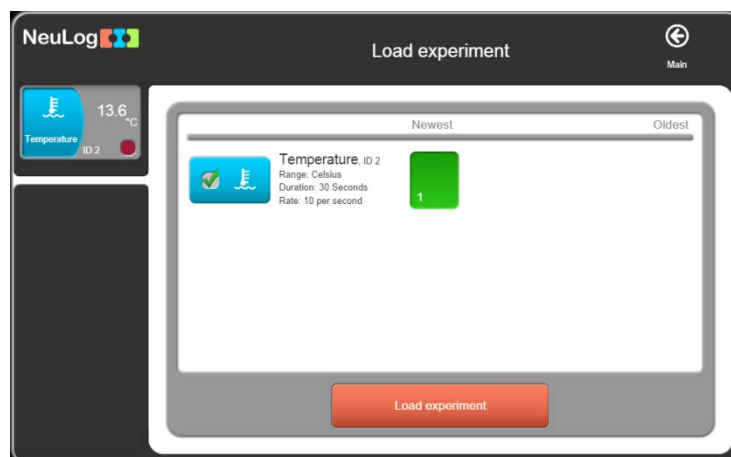 NeuLog
Load experiment
Main
13.6
°C
Temperature
ID 2
Newest
Oldest
Temperature, ID 2
Range: Celsius
Duration: 30 Seconds
Rate: 10 per second
1
Load experiment